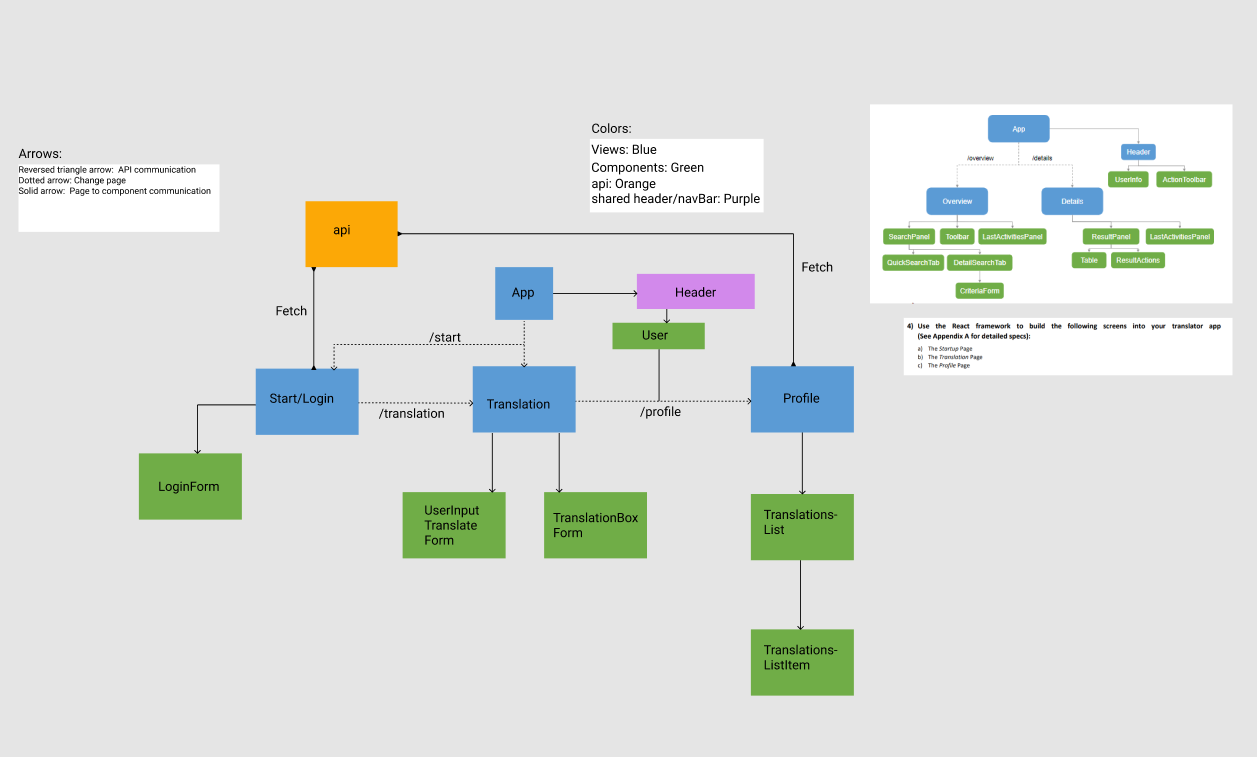 Arrows:
Reversed triangle arrow:  API communication
Dotted arrow: Change page
Solid arrow:  Page to component communication
Colors:
Views: Blue
Components: Green
api: Orange
shared header/navBar: Purple
api
Fetch
Fetch
App
Header
User
/start
Start/Login
/translation
Translation
/profile
Profile
LoginForm
UserInput
Translate
Form
TranslationBox
Form
Translations-
List
Translations-
ListItem
App
/overview
/details
Header
UserInfo
ActionToolbar
Overview
Details
SearchPanel
Toolbar
LastActivitiesPanel
ResultPanel
LastActivitiesPanel
QuickSearchTab
DetailSearchTab
Table
ResultActions
CriteriaForm
4) Use the React framework to build the following screens into your translator app
(See Appendix A for detailed specs):
a) The Startup Page
b) The Translation Page
c) The Profile Page